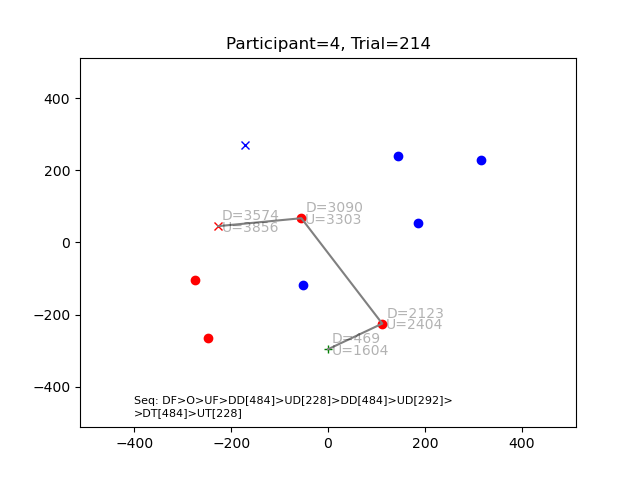 Participant=4, Trial=214
400
200
0
−200
−400
D=3574
U=3856
D=3090
U=3303
D=2123
U=2404
D=469
U=1604
Seq: DF>O>UF>DD[484]>UD[228]>DD[484]>UD[292]>
>DT[484]>UT[228]
−400
−200
0
200
400